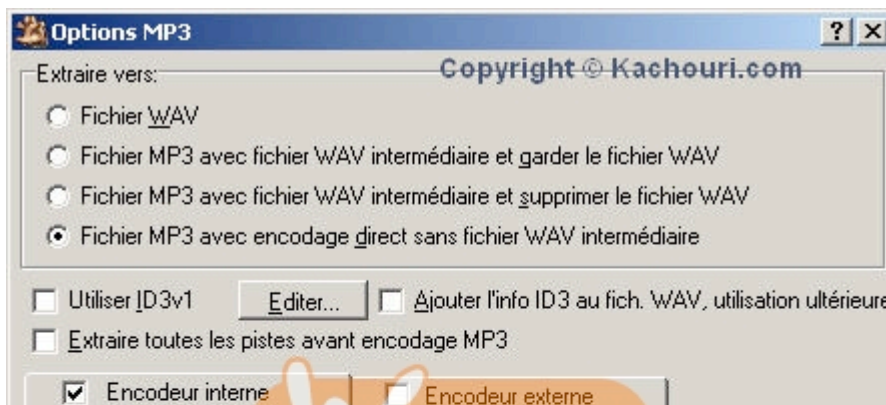 Options MP3
Copyright © Kachouri.com
Extraire vers:
Fichier WAV
Fichier MP3 avec fichier WAV intermédiaire et garder le fichier WAV
Fichier MP3 avec fichier WAV intermédiaire et supprimer le fichier WAV
Fichier MP3 avec encodage direct sans fichier WAV intermédiaire
Utiliser ID3v1 Editer... Ajouter l'info ID3 au fich. WAV, utilisation ultérieure
Extraire toutes les pistes avant encodage MP3
Encodeur interne Encodeur externe